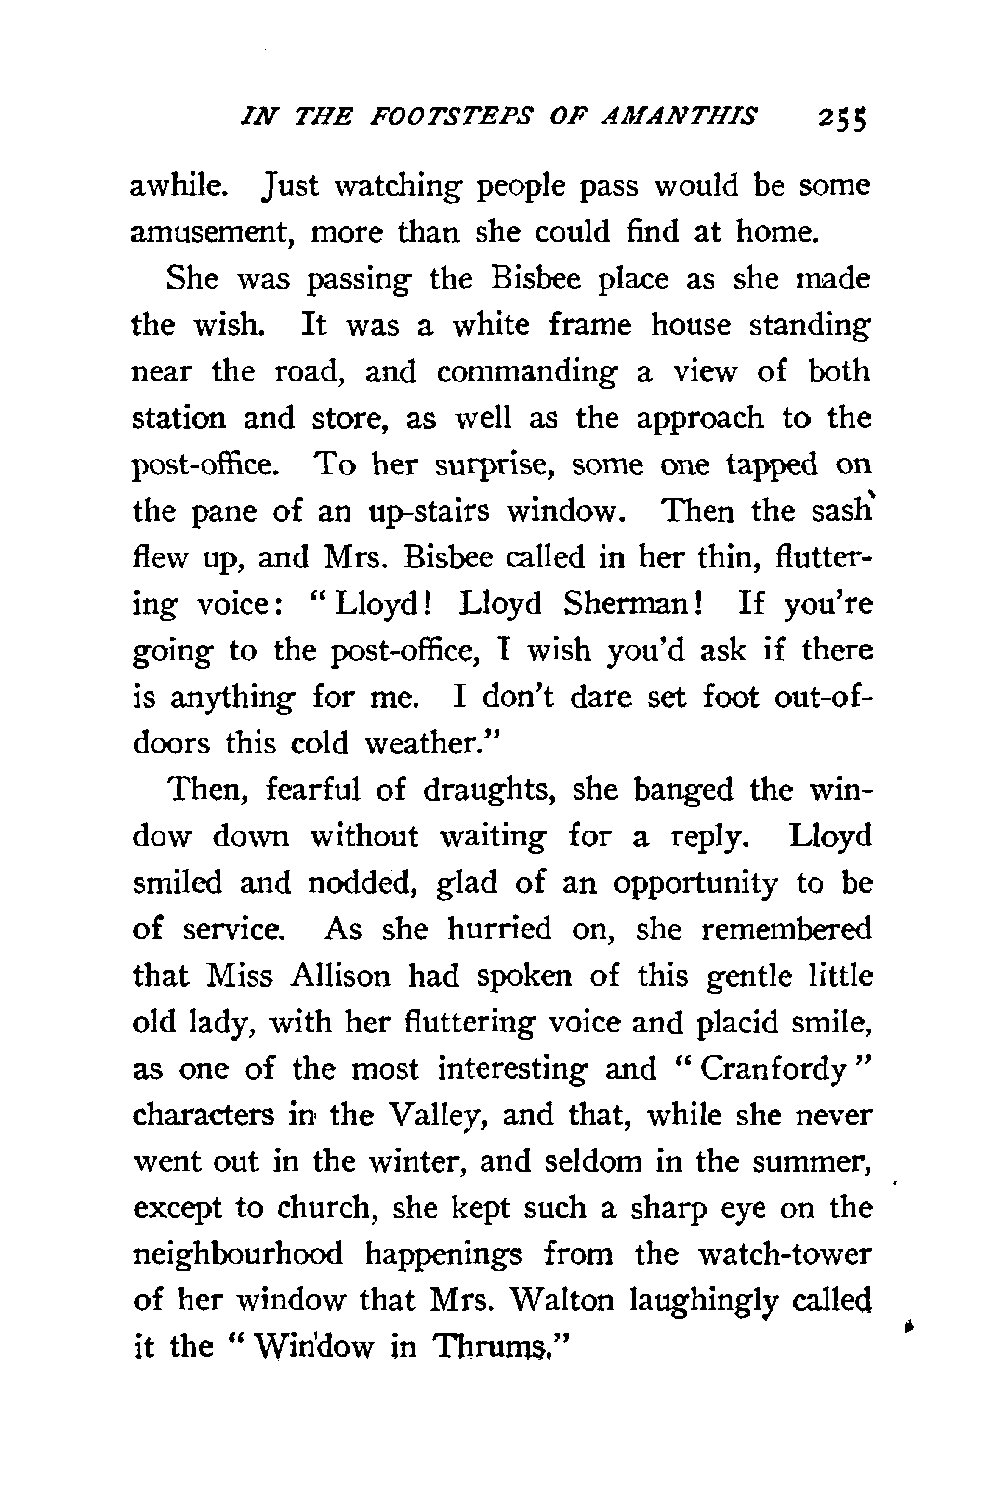 IN THE FOOTSTEPS OF AMANTHIS 255
awhile. Just watching people pass would be some
amusement, more than she could find at home.
She was passing the Bisbee place as she made
the wish. It was a white frame house standing
near the road, and commanding a view of both
station and store, as well as the approach to the
post-office. To her surprise, some one tapped on
the pane of an up-stairs window. Then the sash
flew up, and Mrs. Bisbee called in her thin, flutter-
ing voice: “ Lloyd! Lloyd Sherman! If you’re
going to the post-office, I wish you’d ask if there
is anything for me. I don’t dare set foot out-of-
doors this cold weather.”
Then, fearful of draughts, she banged the win-
dow down without waiting for a reply. Lloyd
smiled and nodded, glad of an opportunity to be
of service. As she hurried on, she remembered
that Miss Allison had spoken of this gentle little
old lady, with her fluttering voice and placid smile,
as one of the most interesting and “ Cranfordy ”
characters in the Valley, and that, while she never
went out in the winter, and seldom in the summer,
except to church, she kept such a sharp eye on the
neighbourhood happenings from the watch-tower
of her window that Mrs. Walton laughingly called
it the “ Window in Thrums.”